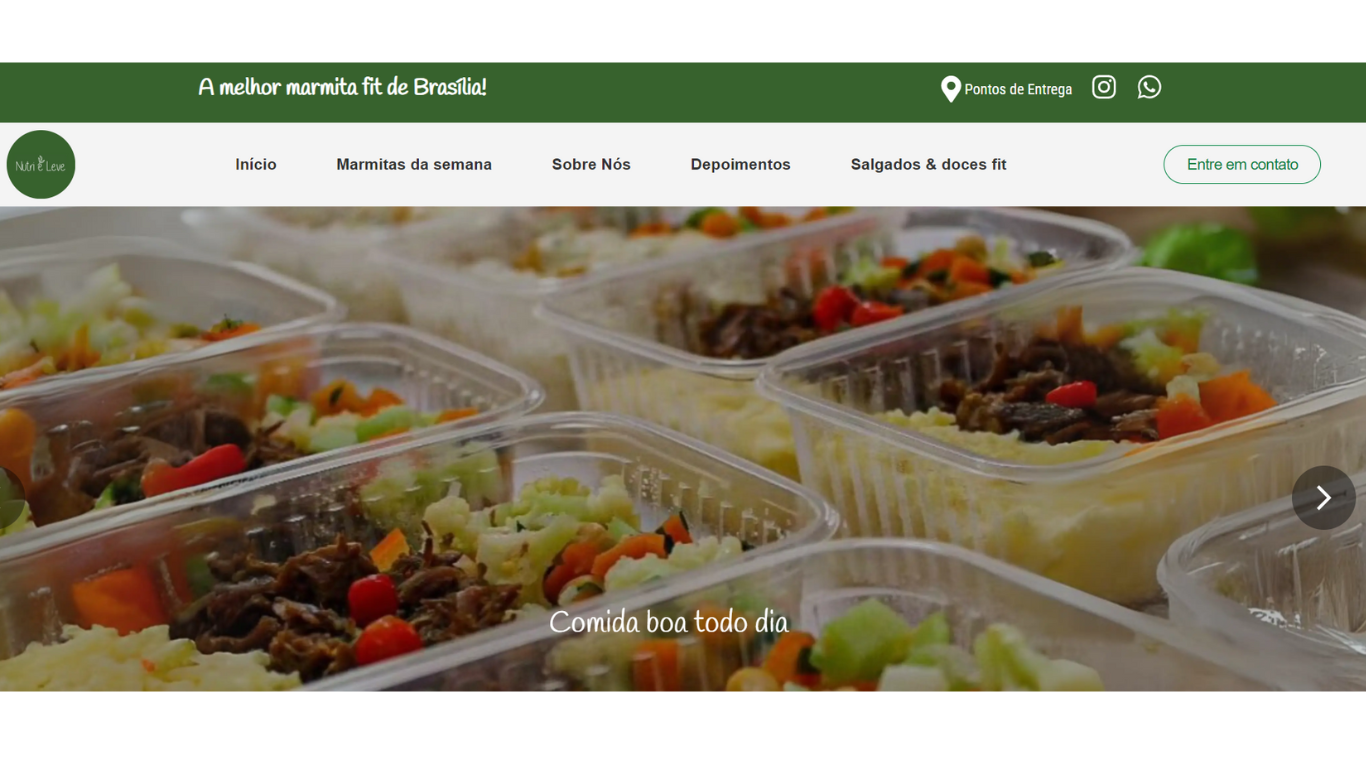 A melhor marmita fit de Brasília!
Pontos de Entrega
Nutri & Leve
Início
Marmitas da semana
Sobre Nós
Depoimentos
Salgados & doces fit
Entre em contato
Comida boa todo dia